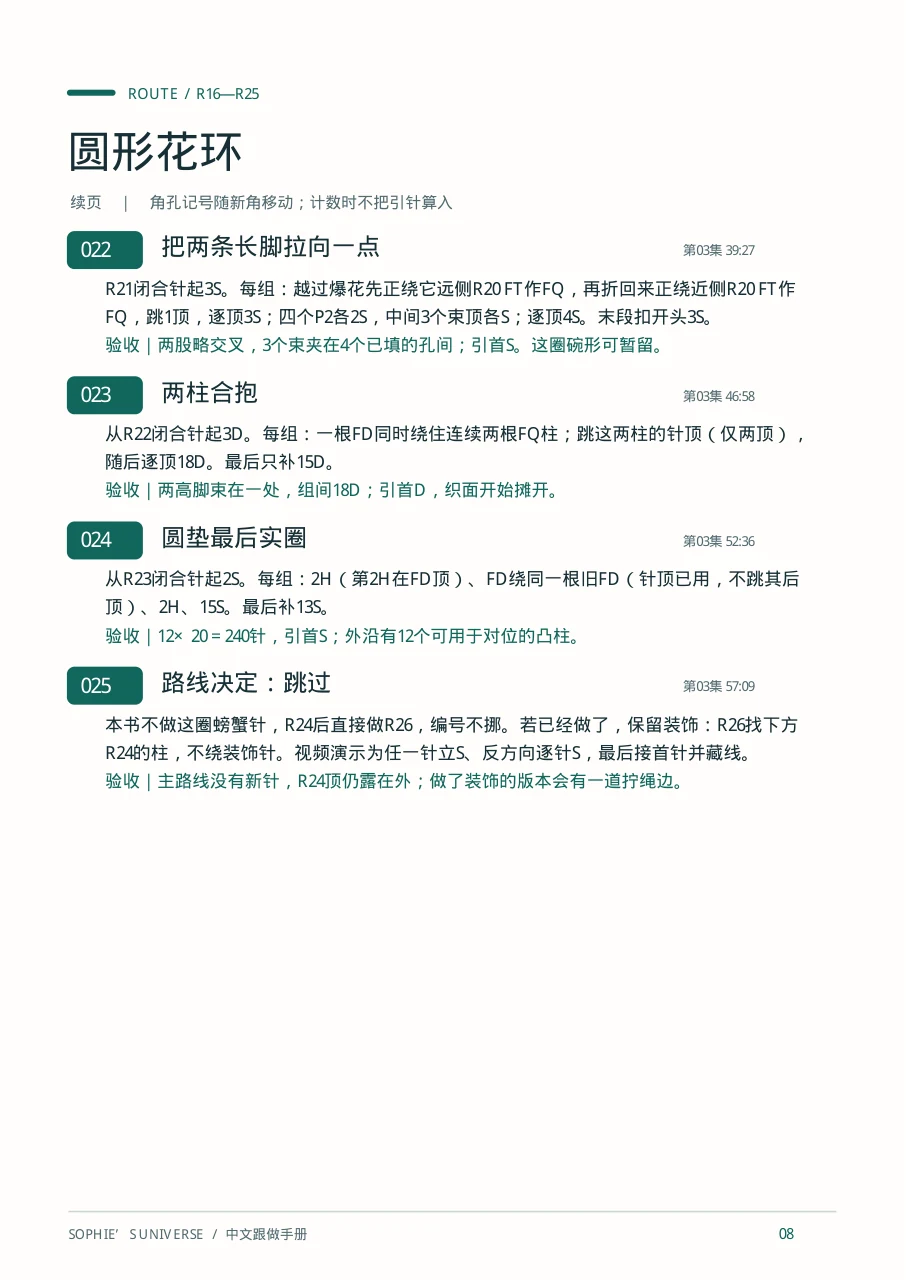 ROUTE / R16—R25
圆形花环
续页 | 角孔记号随新角移动；计数时不把引针算入
022 把两条长脚拉向一点 第03集 39:27
R21闭合针起3S。每组：越过爆花先正绕它远侧R20FT作FQ，再折回来正绕近侧R20FT作
FQ，跳1顶，逐顶3S；四个P2各2S，中间3个束顶各S；逐顶4S。末段扣开头3S。
验收 | 两股略交叉，3个束夹在4个已填的孔间；引首S。这圈碗形可暂留。
023 两柱合抱 第03集 46:58
从R22闭合针起3D。每组：一根FD同时绕住连续两根FQ柱；跳这两柱的针顶（仅两顶），
随后逐顶18D。最后只补15D。
验收 | 两高脚束在一处，组间18D；引首D，织面开始摊开。
024 圆垫最后实圈 第03集 52:36
从R23闭合针起2S。每组：2H（第2H在FD顶）、FD绕同一根旧FD（针顶已用，不跳其后
顶）、2H、15S。最后补13S。
验收 | 12× 20 = 240针，引首S；外沿有12个可用于对位的凸柱。
025 路线决定：跳过 第03集 57:09
本书不做这圈螃蟹针，R24后直接做R26，编号不挪。若已经做了，保留装饰：R26找下方
R24的柱，不绕装饰针。视频演示为任一针立S、反方向逐针S，最后接首针并藏线。
验收 | 主路线没有新针，R24顶仍露在外；做了装饰的版本会有一道拧绳边。
SOPHIE’ S UNIVERSE / 中文跟做手册 08